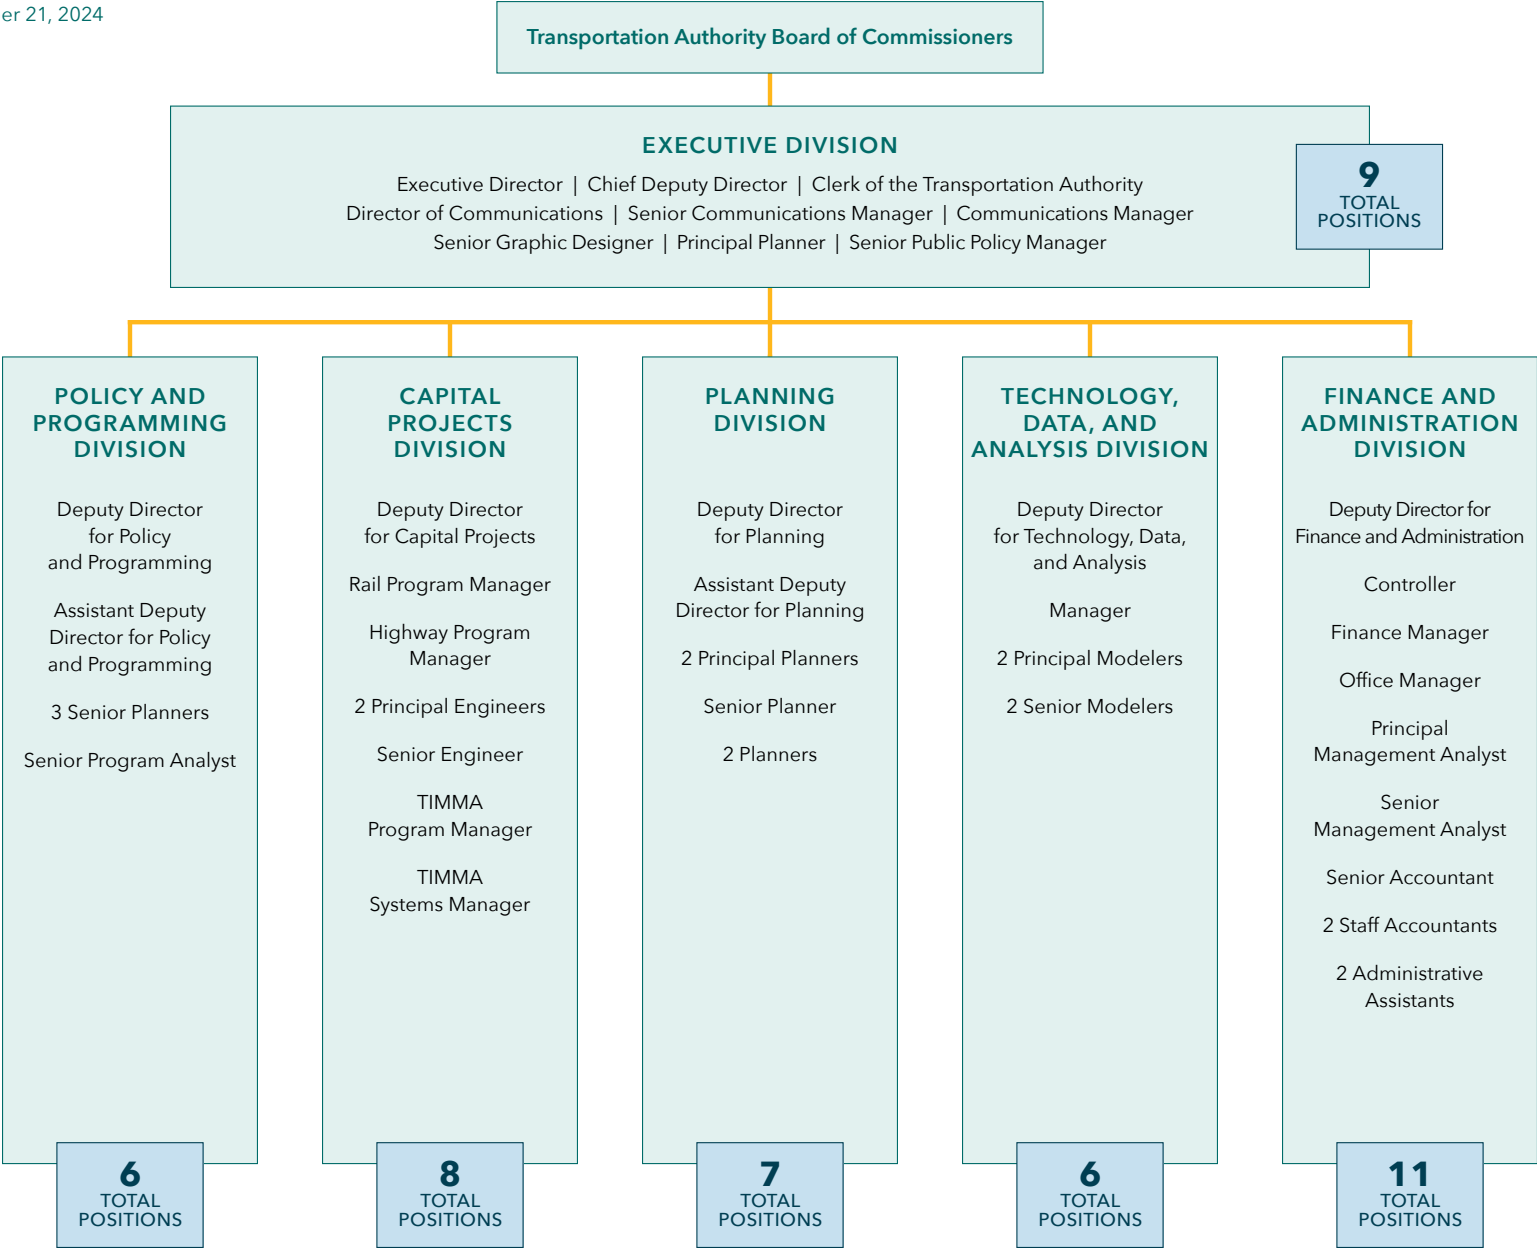 er 21, 2024
Transportation Authority Board of Commissioners
EXECUTIVE DIVISION
Executive Director | Chief Deputy Director | Clerk of the Transportation Authority
Director of Communications | Senior Communications Manager | Communications Manager
Senior Graphic Designer | Principal Planner | Senior Public Policy Manager
9
TOTAL
POSITIONS
POLICY AND
PROGRAMMING
DIVISION
Deputy Director
for Policy
and Programming
Assistant Deputy
Director for Policy
and Programming
3 Senior Planners
Senior Program Analyst
6
TOTAL
POSITIONS
CAPITAL
PROJECTS
DIVISION
Deputy Director
for Capital Projects
Rail Program Manager
Highway Program
Manager
2 Principal Engineers
Senior Engineer
TIMMA
Program Manager
TIMMA
Systems Manager
8
TOTAL
POSITIONS
PLANNING
DIVISION
Deputy Director
for Planning
Assistant Deputy
Director for Planning
2 Principal Planners
Senior Planner
2 Planners
7
TOTAL
POSITIONS
TECHNOLOGY,
DATA, AND
ANALYSIS DIVISION
Deputy Director
for Technology, Data,
and Analysis
Manager
2 Principal Modelers
2 Senior Modelers
6
TOTAL
POSITIONS
FINANCE AND
ADMINISTRATION
DIVISION
Deputy Director for
Finance and Administration
Controller
Finance Manager
Office Manager
Principal
Management Analyst
Senior
Management Analyst
Senior Accountant
2 Staff Accountants
2 Administrative
Assistants
11
TOTAL
POSITIONS